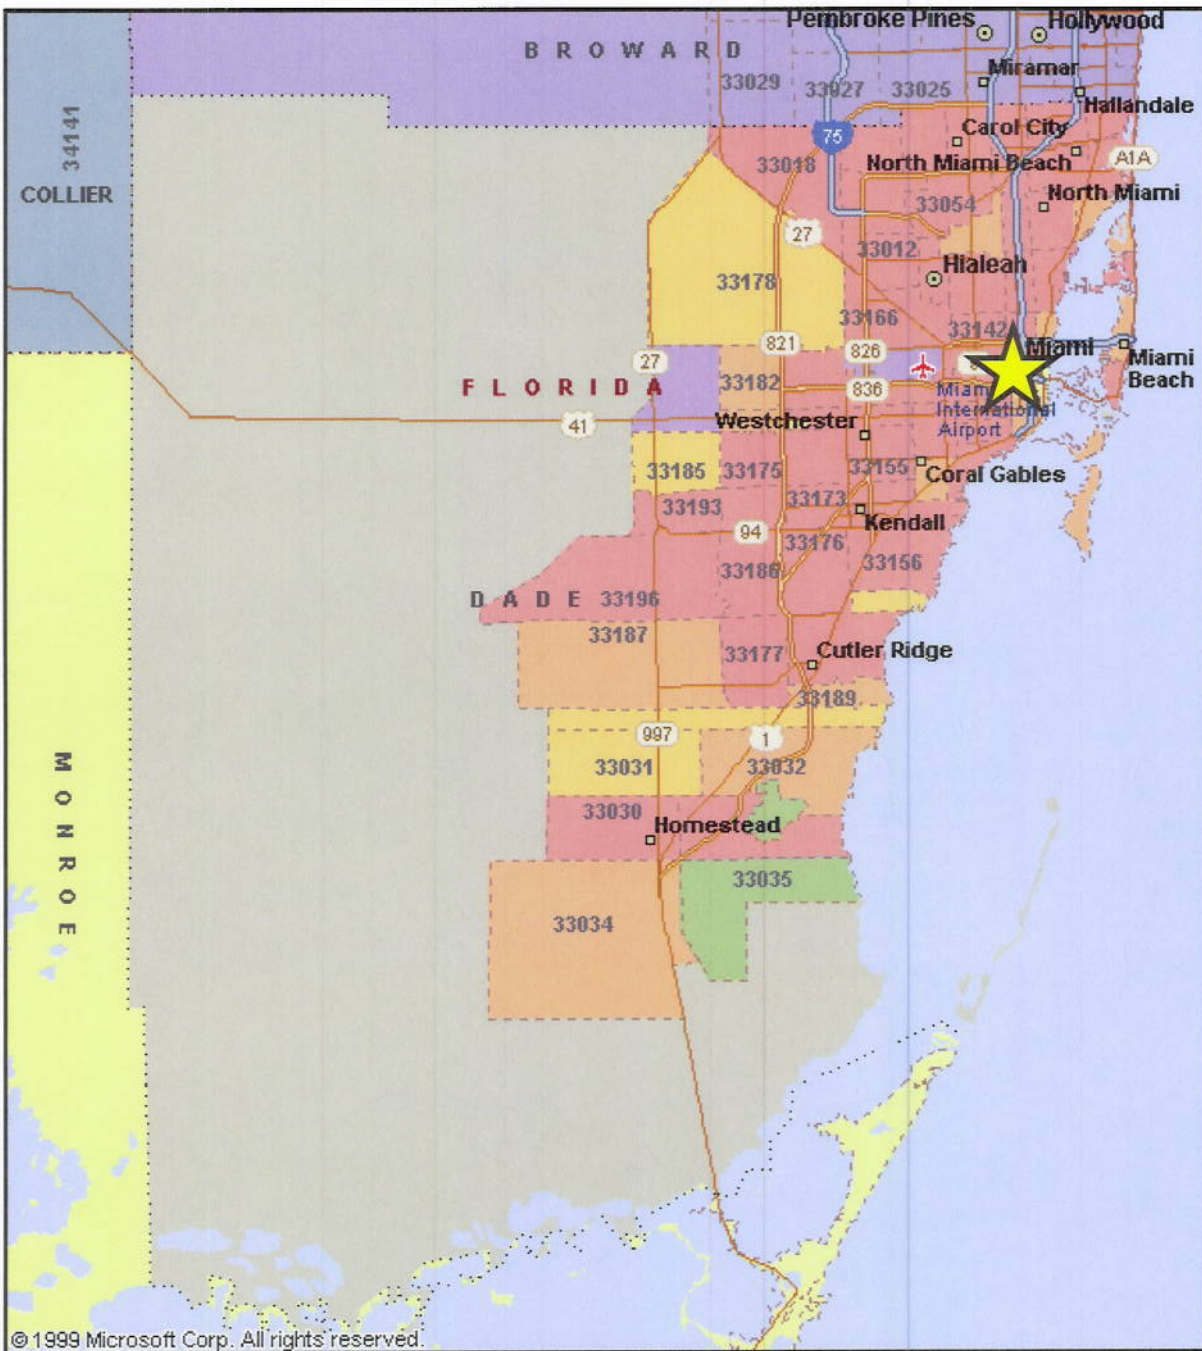 Pembroke Pines
Hollywood
BROWARD
Miramar
33029
33027
33025
Hallandale
34141
75
Carol City
33018
North Miami Beach
A1A
COLLIER
33054
North Miami
27
33012
Hialeah
33178
33166
33142
821
826
Miami
Miami
Beach
27
33182
836
FLORIDA
Miam
International
Airport
41
Westchester
33185
33175
33155
Coral Gables
33193
33173
Kendall
94
33176
33186
33156
DADE
33196
33187
33177
Cutler Ridge
33189
997
1
MONROE
33031
33032
33030
Homestead
33035
33034
©1999 Microsoft Corp. All rights reserved.